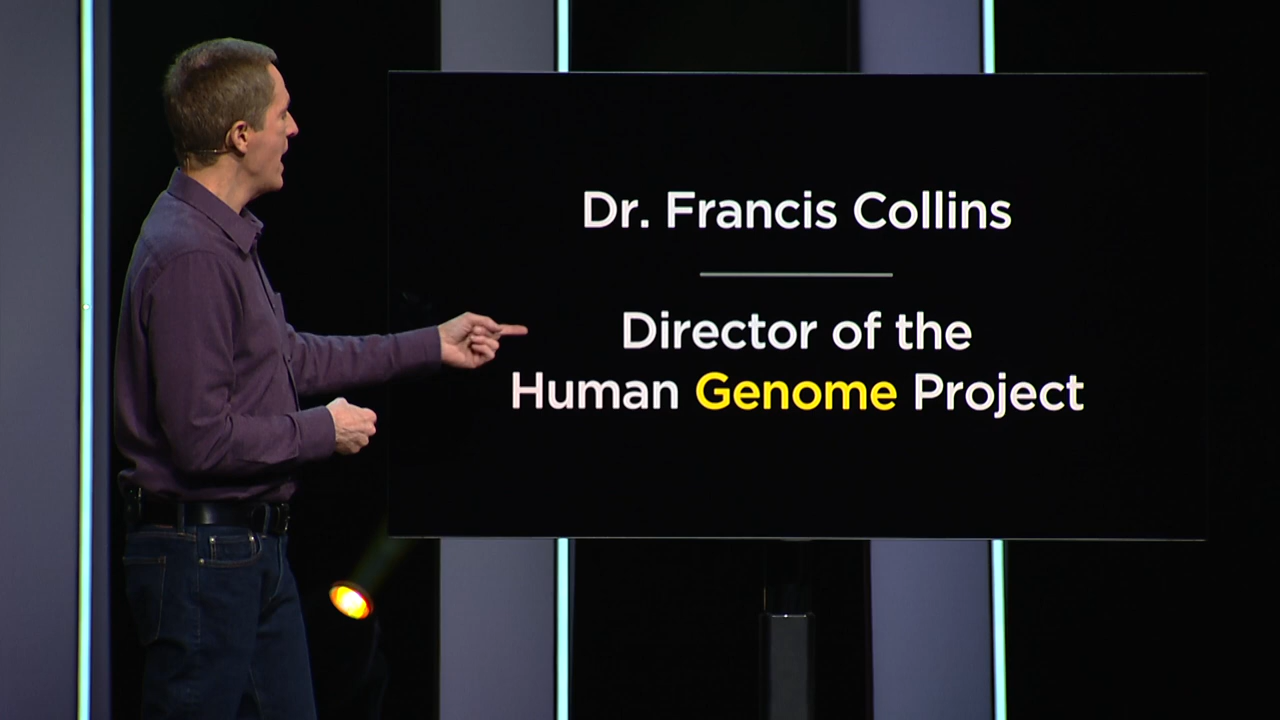 Dr. Francis Collins
Director of the
Human Genome Project